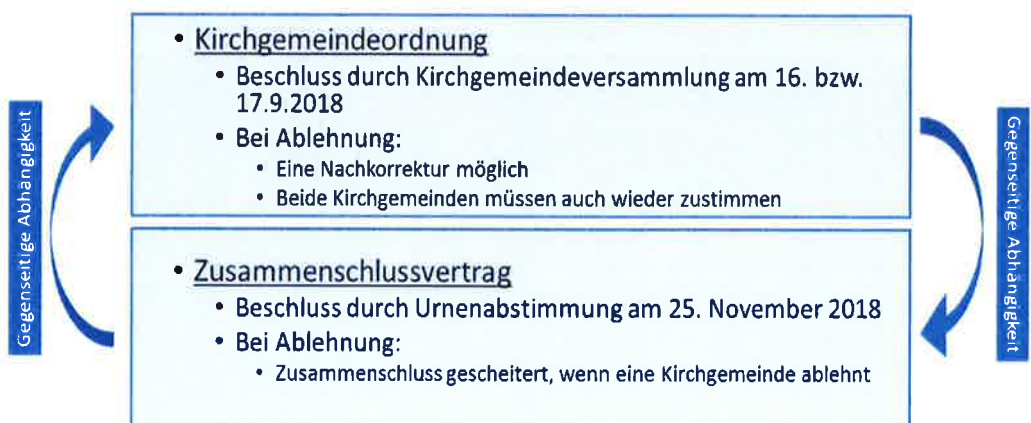 Gegenseitige Abhängigkeit
• Kirchgemeindeordnung
• Beschluss durch Kirchgemeindeversammlung am 16. bzw.
17.9.2018
• Bei Ablehnung:
• Eine Nachkorrektur möglich
• Beide Kirchgemeinden müssen auch wieder zustimmen
• Zusammenschlussvertrag
• Beschluss durch Urnenabstimmung am 25. November 2018
• Bei Ablehnung:
• Zusammenschluss gescheitert, wenn eine Kirchgemeinde ablehnt
Gegenseitige Abhängigkeit